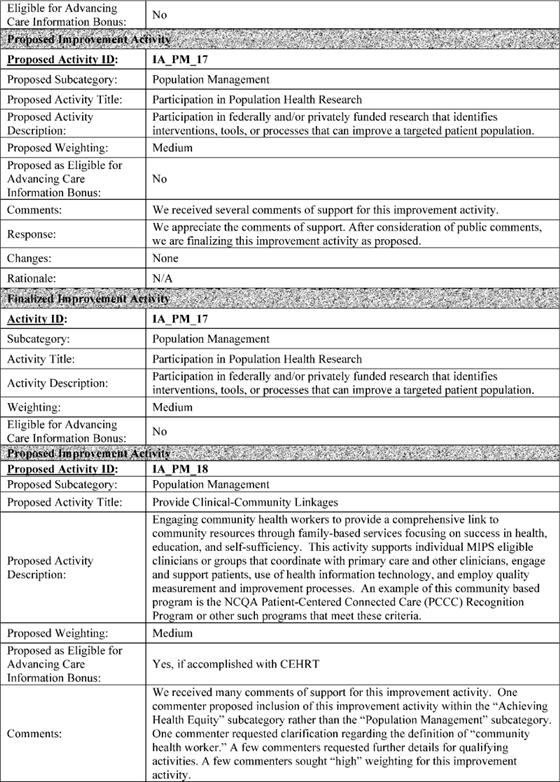 Eligible for Advancing
Care Information Bonus:
No
Proposed Improvement Activity
Proposed Activity ID:
IA_PM_17
Proposed Subcategory:
Population Management
Proposed Activity Title:
Participation in Population Health Research
Proposed Activity
Description:
Participation in federally and/or privately funded research that identifies
interventions, tools, or processes that can improve a targeted patient population.
Proposed Weighting:
Medium
Proposed as Eligible for
Advancing Care
Information Bonus:
No
Comments:
We received several comments of support for this improvement activity.
Response:
We appreciate the comments of support. After consideration of public comments,
we are finalizing this improvement activity as proposed.
Changes:
None
Rationale:
N/A
Finalized Improvement Activity
Activity ID:
IA_PM_17
Subcategory:
Population Management
Activity Title:
Participation in Population Health Research
Activity Description:
Participation in federally and/or privately funded research that identifies
interventions, tools, or processes that can improve a targeted patient population.
Weighting:
Medium
Eligible for Advancing
Care Information Bonus:
No
Proposed Improvement Activity
Proposed Activity ID:
IA_PM_18
Proposed Subcategory:
Population Management
Proposed Activity Title:
Provide Clinical-Community Linkages
Proposed Activity
Description:
Engaging community health workers to provide a comprehensive link to
community resources through family-based services focusing on success in health,
education, and self-sufficiency. This activity supports individual MIPS eligible
clinicians or groups that coordinate with primary care and other clinicians, engage
and support patients, use of health information technology, and employ quality
measurement and improvement processes. An example of this community based
program is the NCQA Patient-Centered Connected Care (PCCC) Recognition
Program or other such programs that meet these criteria.
Proposed Weighting:
Medium
Proposed as Eligible for
Advancing Care
Information Bonus:
Yes, if accomplished with CEHRT
Comments:
We received many comments of support for this improvement activity. One
commenter proposed inclusion of this improvement activity within the “Achieving
Health Equity” subcategory rather than the “Population Management” subcategory.
One commenter requested clarification regarding the definition of “community
health worker.” A few commenters requested further details for qualifying
activities. A few commenters sought “high” weighting for this improvement
activity.